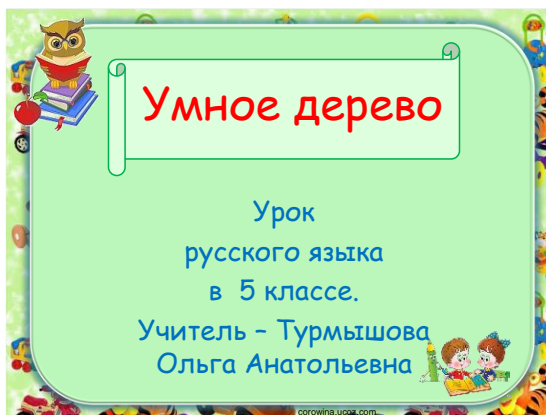 Умное дерево
Урок
русского языка
в 5 классе.
Учитель – Турмышова
Ольга Анатольевна
corowina.ucoz.com